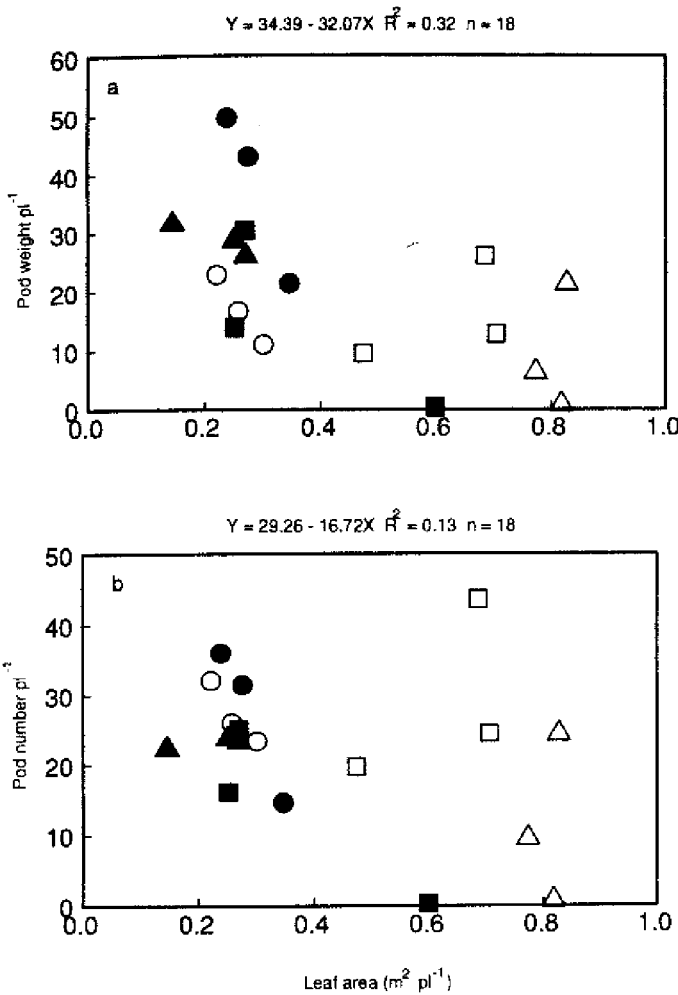 Y = 34.39 - 32.07X R² = 0.32 n = 18
60
a
50
40
30
20
10
0
Pod weight pl⁻¹
0.0 0.2 0.4 0.6 0.8 1.0
Y = 29.26 - 16.72X R² = 0.13 n = 18
50
b
40
30
20
10
0
Pod number pl⁻²
0.0 0.2 0.4 0.6 0.8 1.0
Leaf area (m² pl⁻¹)